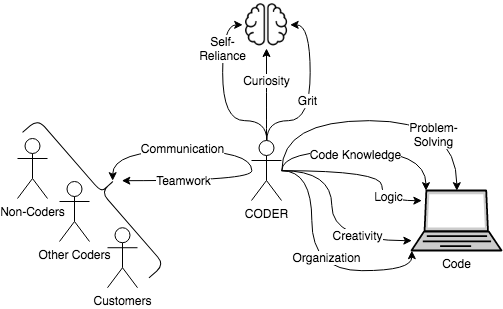 Self-
Reliance
Curiosity
Grit
Problem-
Solving
Communication
Code Knowledge
Teamwork
Logic
Non-Coders
CODER
Creativity
Other Coders
Organization
Code
Customers